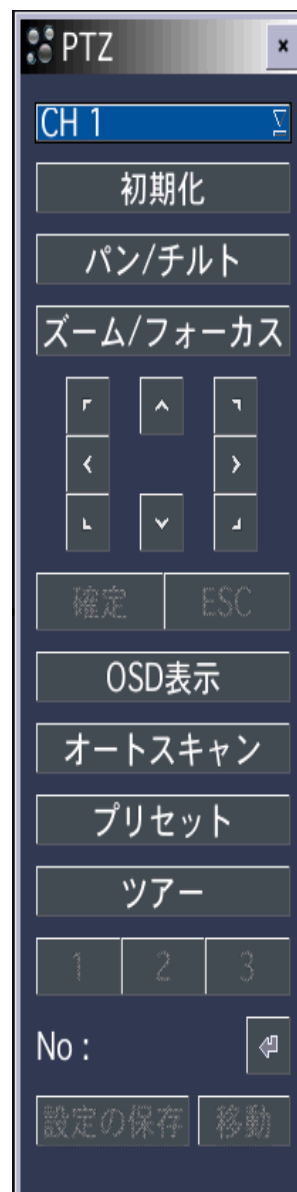 PTZ
CH 1
初期化
パン/チルト
ズーム/フォーカス
確定 ESC
OSD表示
オートスキャン
プリセット
ツアー
1 2 3
No :
設定の保存 移動